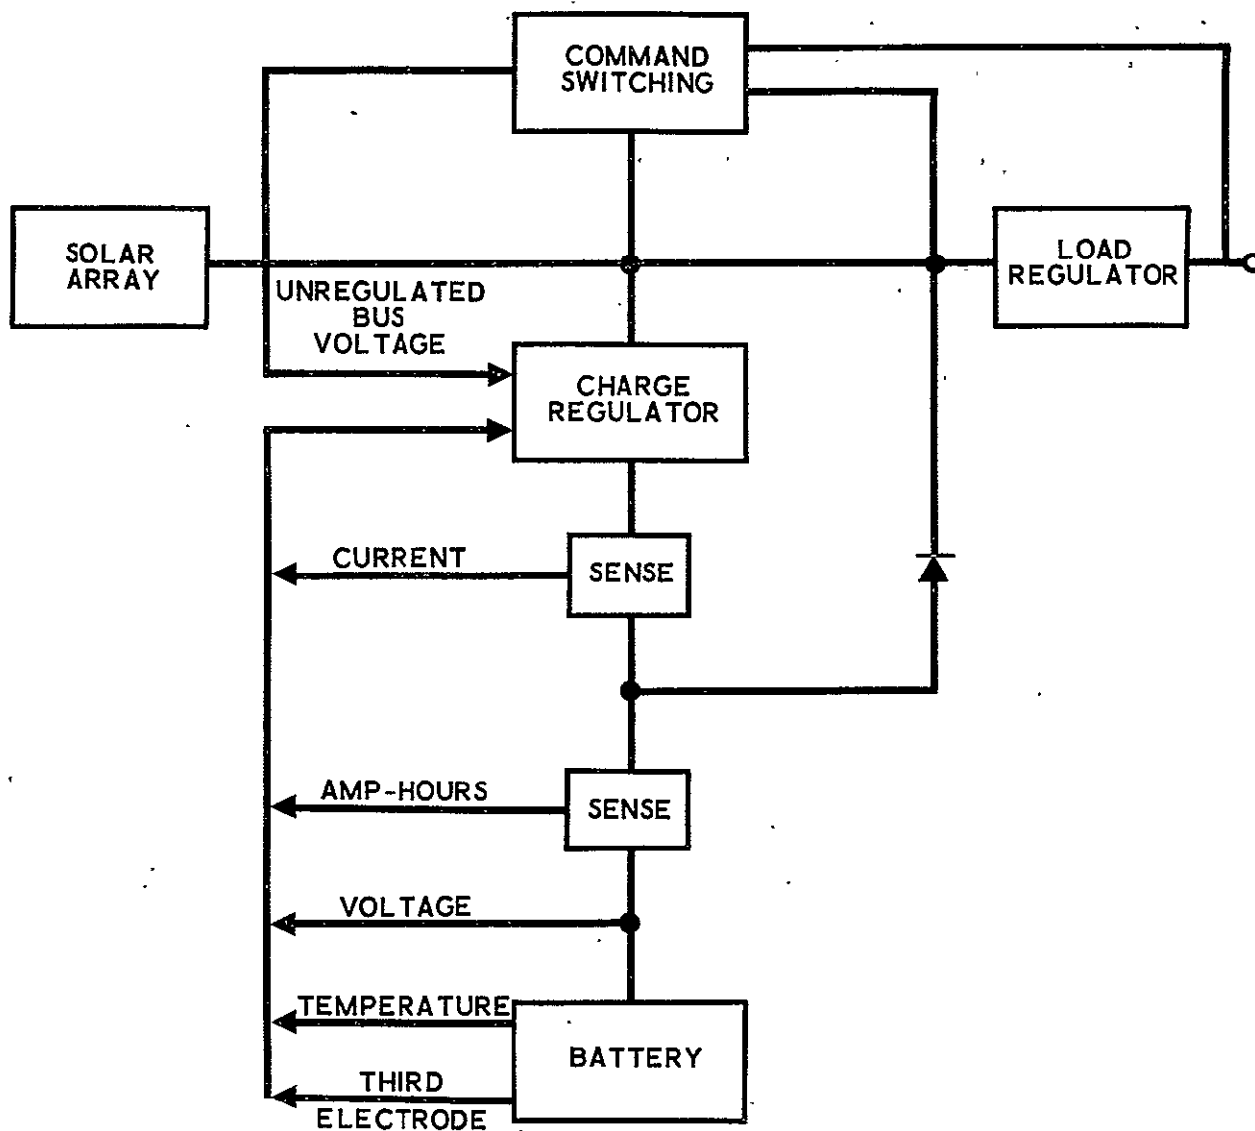 COMMAND
SWITCHING
SOLAR
ARRAY
LOAD
REGULATOR
UNREGULATED
BUS
VOLTAGE
CHARGE
REGULATOR
CURRENT
SENSE
AMP-HOURS
SENSE
VOLTAGE
TEMPERATURE
BATTERY
THIRD
ELECTRODE